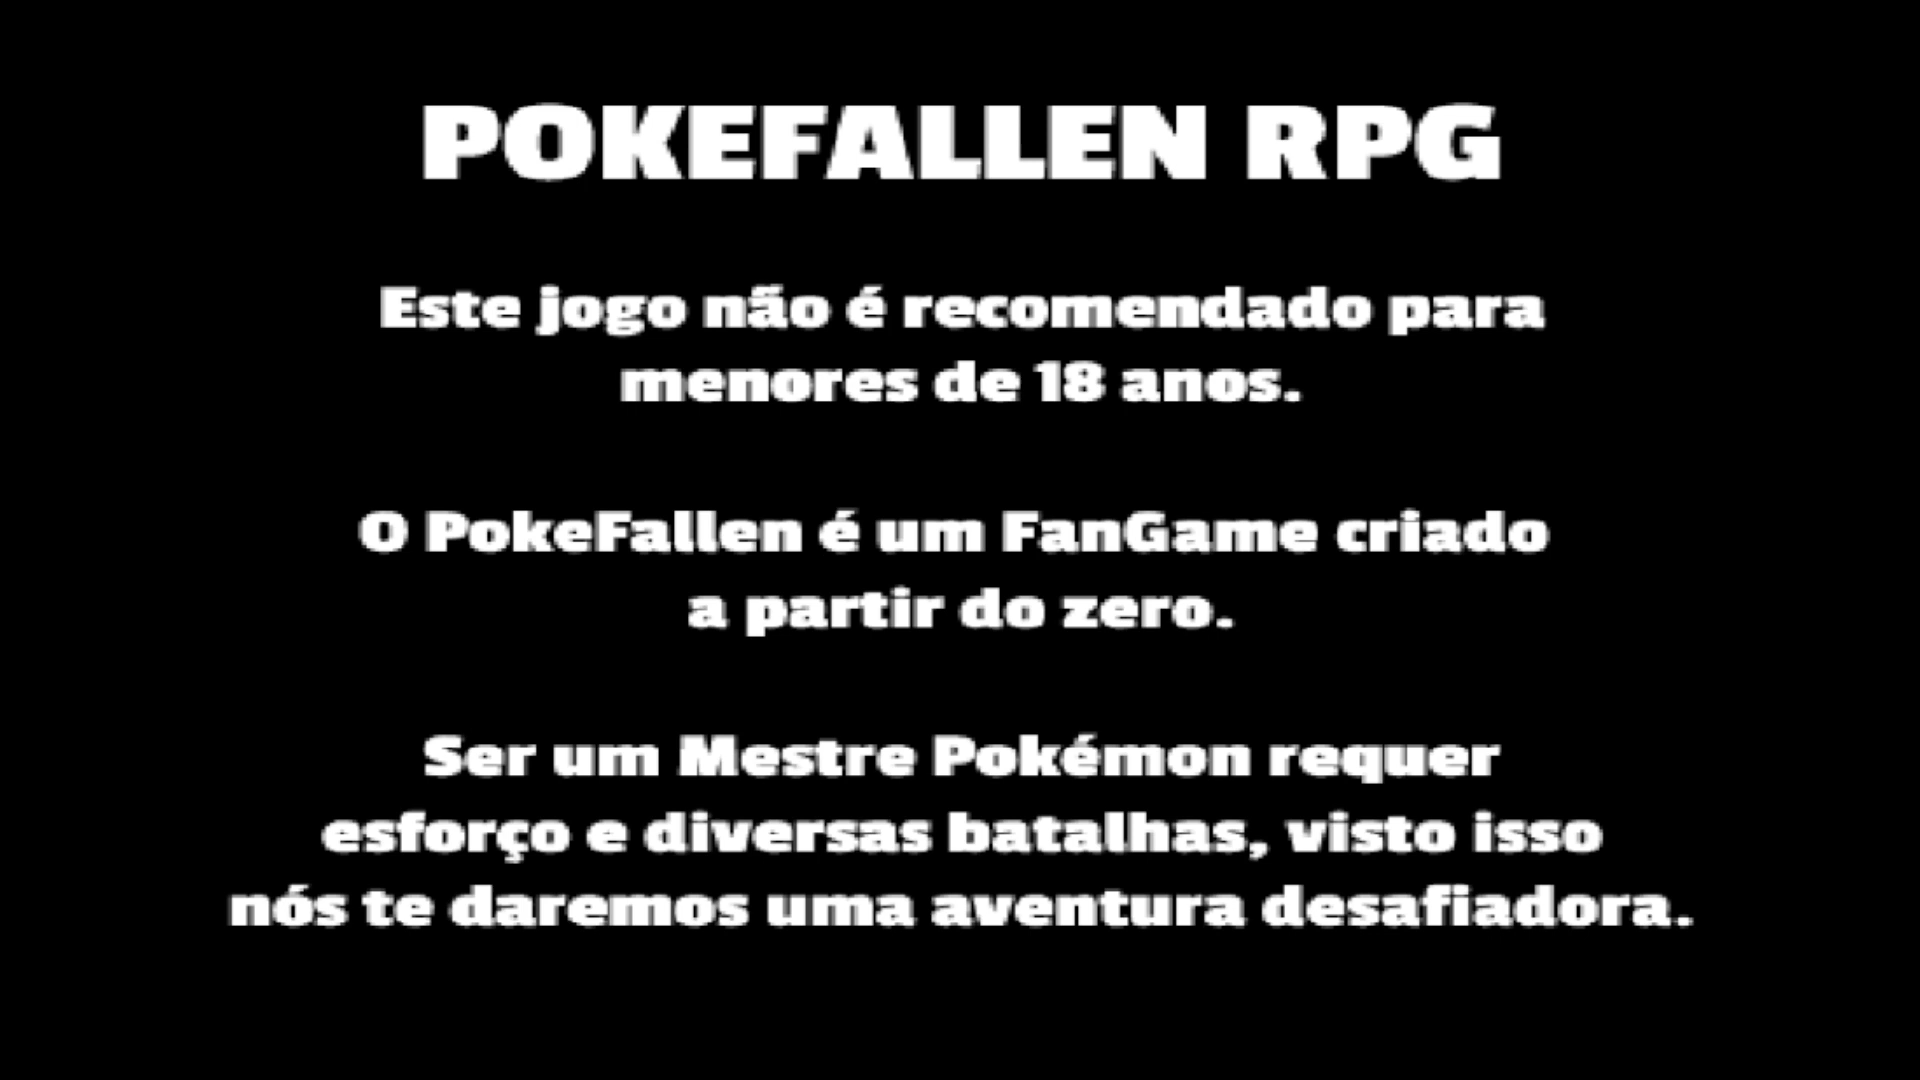 POKEFALLEN RPG
Este jogo não é recomendado para
menores de 18 anos.
O PokeFallen é um FanGame criado
a partir do zero.
Ser um Mestre Pokémon requer
esforço e diversas batalhas, visto isso
nós te daremos uma aventura desafiadora.